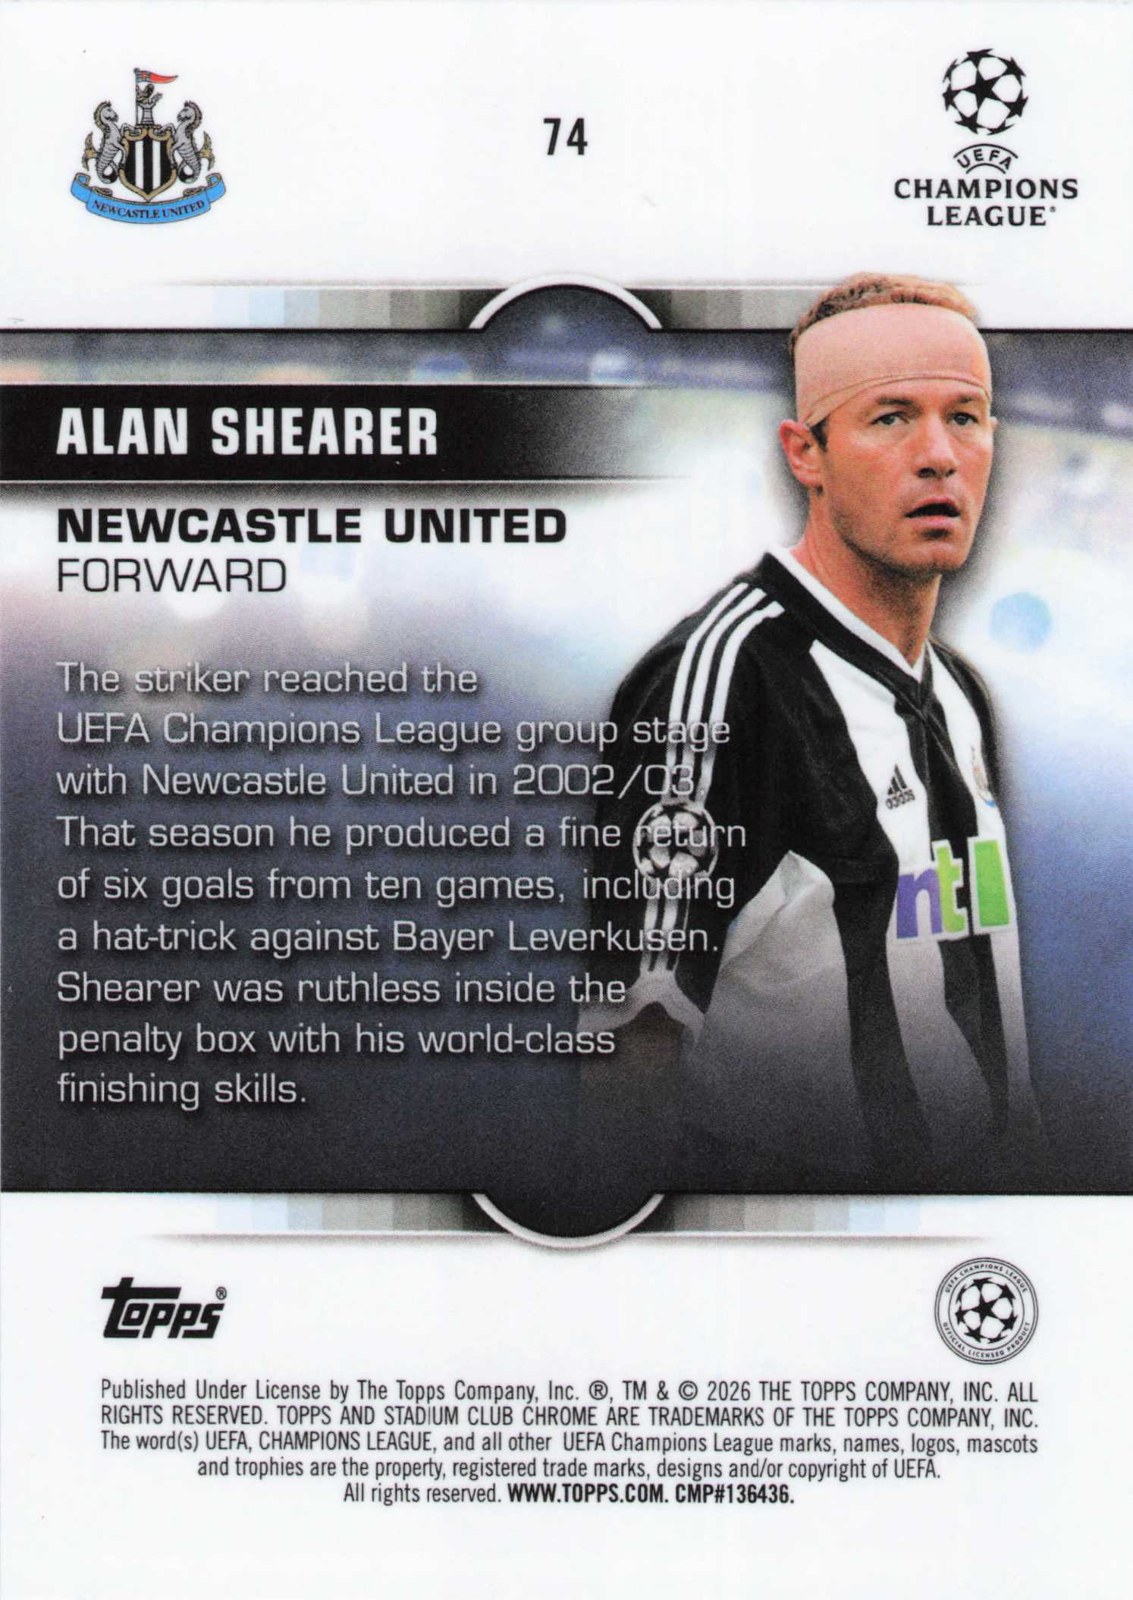 NEWCASTLE UNITED
74
UEFA
CHAMPIONS
LEAGUE®
ALAN SHEARER
NEWCASTLE UNITED
FORWARD
The striker reached the
UEFA Champions League group stage
with Newcastle United in 2002/03.
That season he produced a fine return
of six goals from ten games, including
a hat-trick against Bayer Leverkusen.
Shearer was ruthless inside the
penalty box with his world-class
finishing skills.
adidas
ntl
Topps®
UEFA CHAMPIONS LEAGUE
OFFICIAL LICENSED PRODUCT
Published Under License by The Topps Company, Inc. ®, TM & © 2026 THE TOPPS COMPANY, INC. ALL
RIGHTS RESERVED. TOPPS AND STADIUM CLUB CHROME ARE TRADEMARKS OF THE TOPPS COMPANY, INC.
The word(s) UEFA, CHAMPIONS LEAGUE, and all other UEFA Champions League marks, names, logos, mascots
and trophies are the property, registered trade marks, designs and/or copyright of UEFA.
All rights reserved. WWW.TOPPS.COM. CMP#136436.